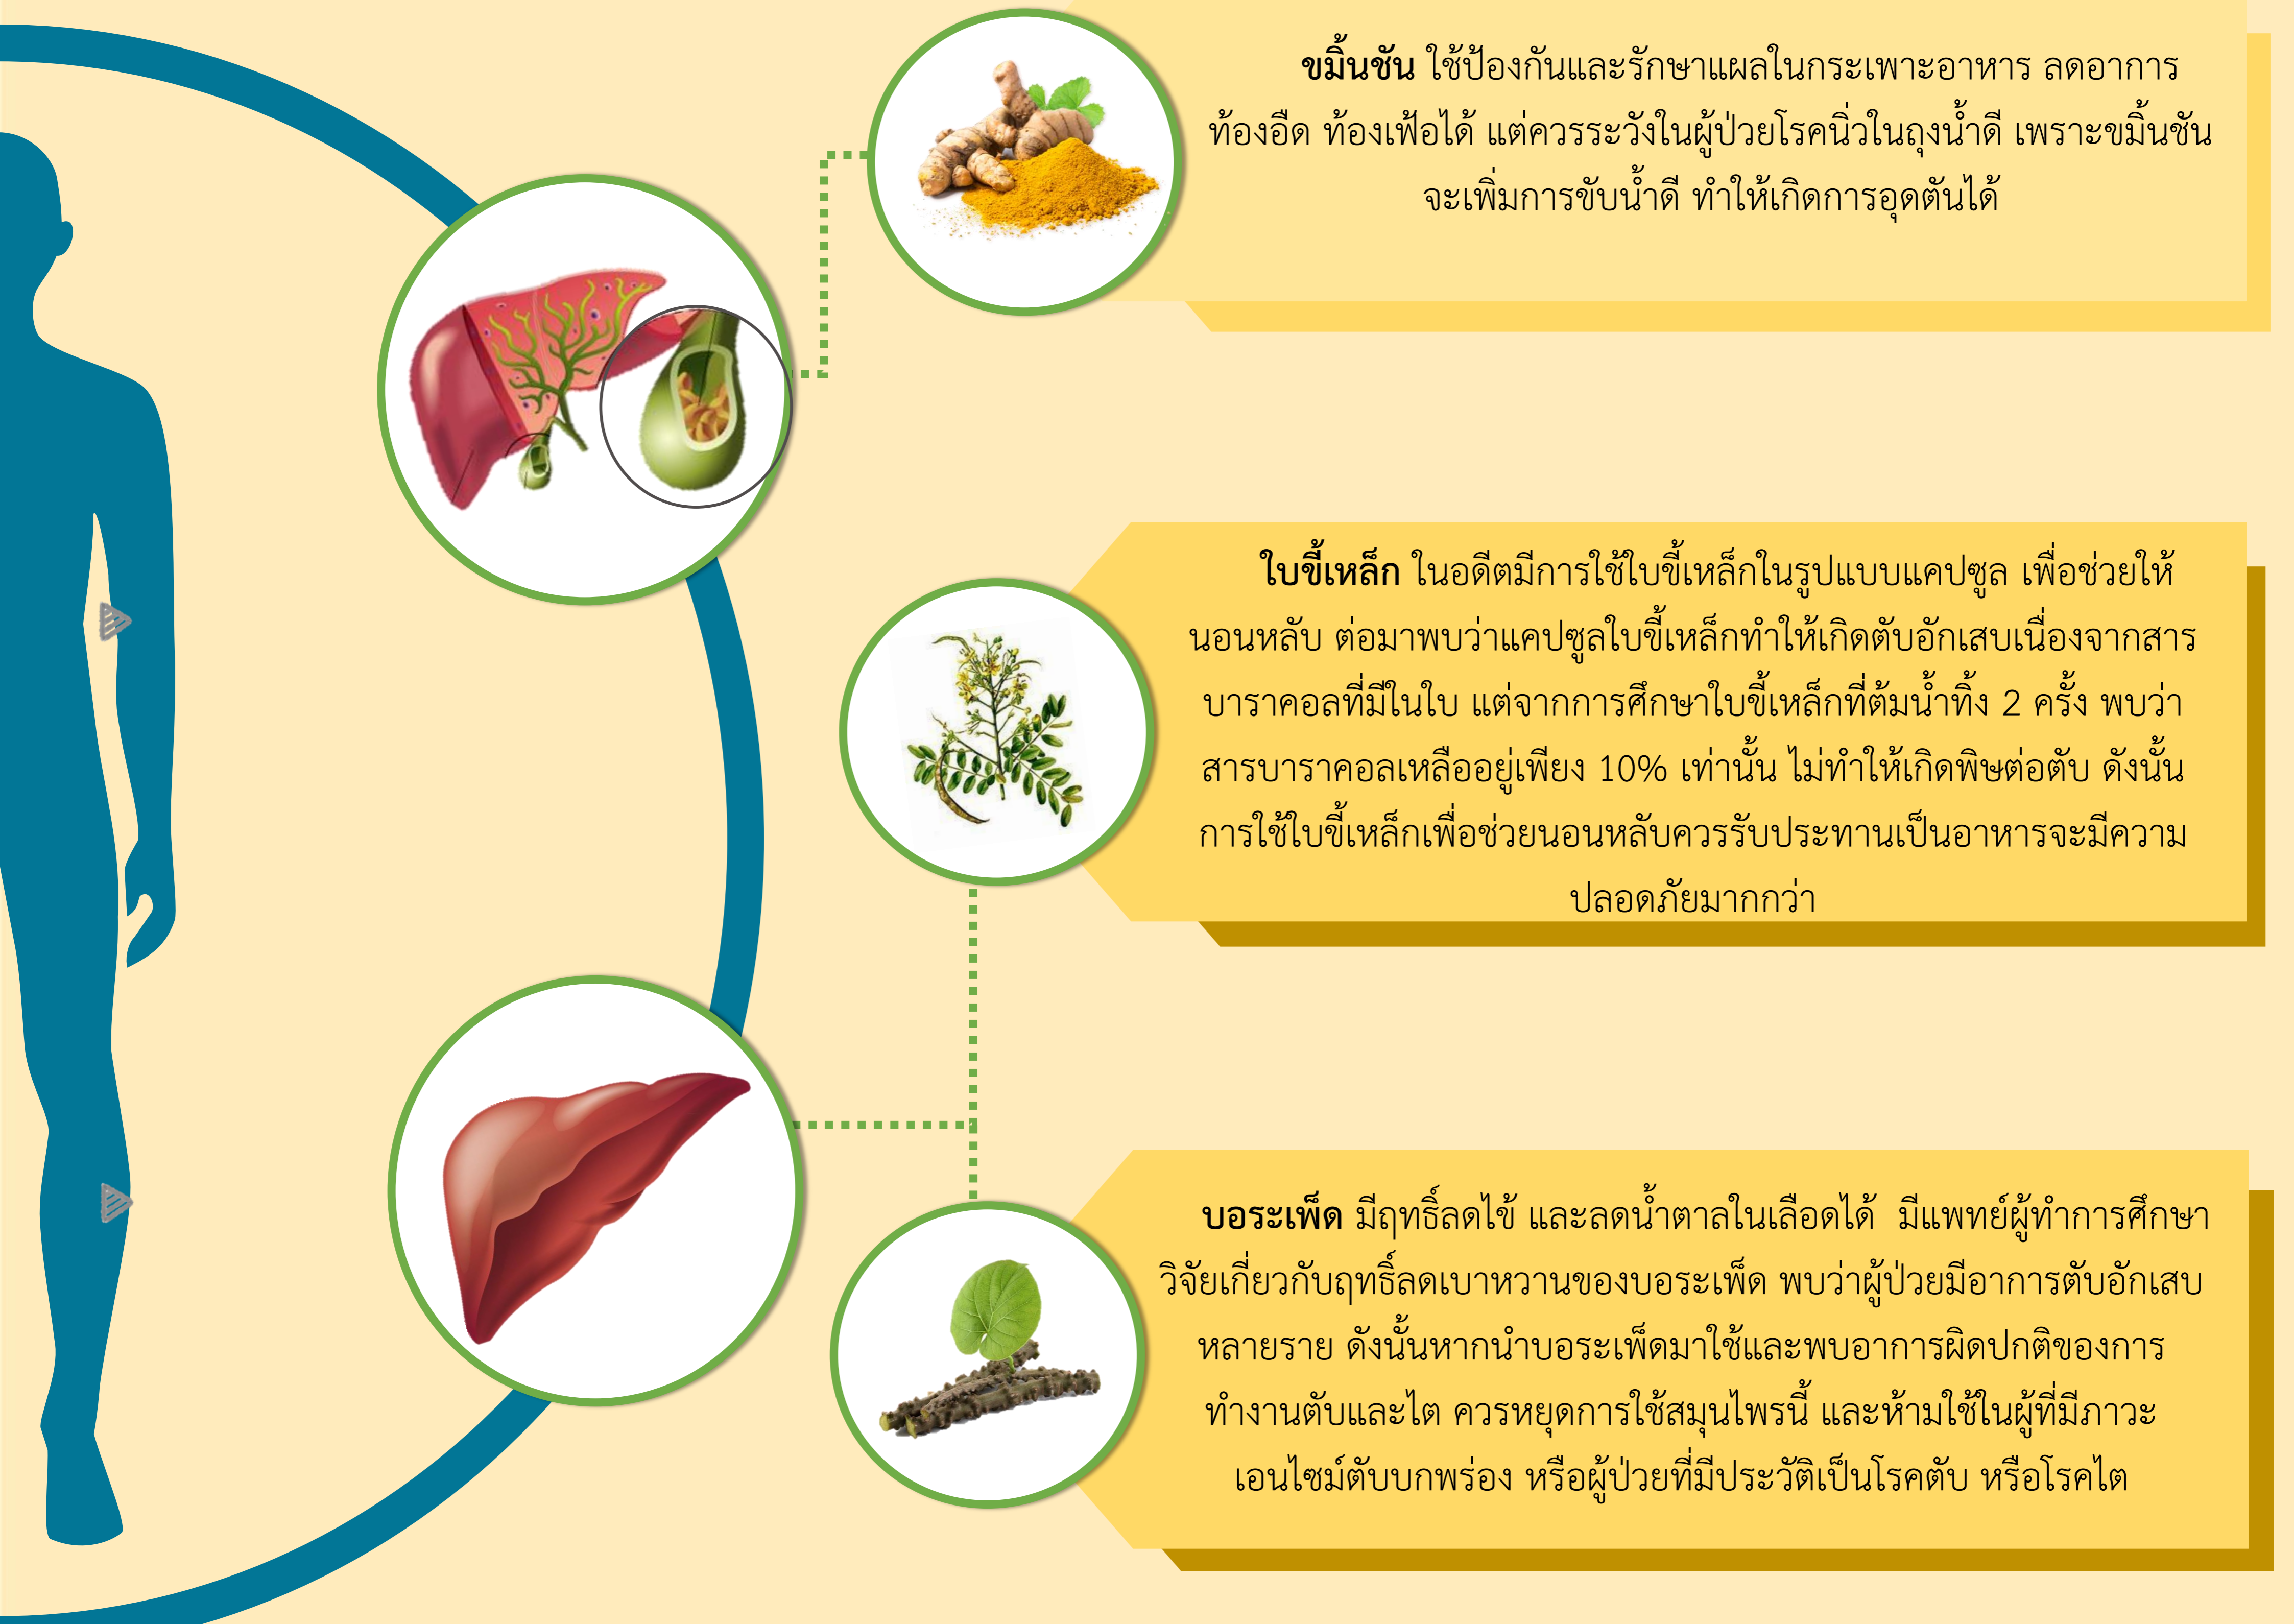 ขมิ้นชัน ใช้ป้องกันและรักษาแผลในกระเพาะอาหาร ลดอาการ
ท้องอืด ท้องเฟ้อได้ แต่ควรระวังในผู้ป่วยโรคนิ่วในถุงน้ำดี เพราะขมิ้นชัน
จะเพิ่มการขับน้ำดี ทำให้เกิดการอุดตันได้
ใบขี้เหล็ก ในอดีตมีการใช้ใบขี้เหล็กในรูปแบบแคปซูล เพื่อช่วยให้
นอนหลับ ต่อมาพบว่าแคปซูลใบขี้เหล็กทำให้เกิดตับอักเสบเนื่องจากสาร
บาราคอลที่มีในใบ แต่จากการศึกษาใบขี้เหล็กที่ต้มน้ำทิ้ง 2 ครั้ง พบว่า
สารบาราคอลเหลืออยู่เพียง 10% เท่านั้น ไม่ทำให้เกิดพิษต่อตับ ดังนั้น
การใช้ใบขี้เหล็กเพื่อช่วยนอนหลับควรรับประทานเป็นอาหารจะมีความ
ปลอดภัยมากกว่า
บอระเพ็ด มีฤทธิ์ลดไข้ และลดน้ำตาลในเลือดได้ มีแพทย์ผู้ทำการศึกษา
วิจัยเกี่ยวกับฤทธิ์ลดเบาหวานของบอระเพ็ด พบว่าผู้ป่วยมีอาการตับอักเสบ
หลายราย ดังนั้นหากนำบอระเพ็ดมาใช้และพบอาการผิดปกติของการ
ทำงานตับและไต ควรหยุดการใช้สมุนไพรนี้ และห้ามใช้ในผู้ที่มีภาวะ
เอนไซม์ตับบกพร่อง หรือผู้ป่วยที่มีประวัติเป็นโรคตับ หรือโรคไต